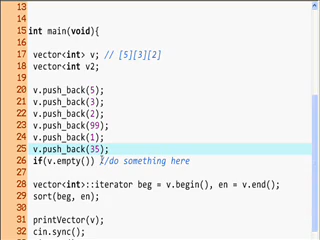 13
14
15 int main(void){
16
17 vector<int> v; // [5][3][2]
18 vector<int v2;
19
20 v.push_back(5);
21 v.push_back(3);
22 v.push_back(2);
23 v.push_back(99);
24 v.push_back(1);
25 v.push_back(35);
26 if(v.empty()) //do something here
27
28 vector<int>::iterator beg = v.begin(), en = v.end();
29 sort(beg, en);
30
31 printVector(v);
32 cin.sync();